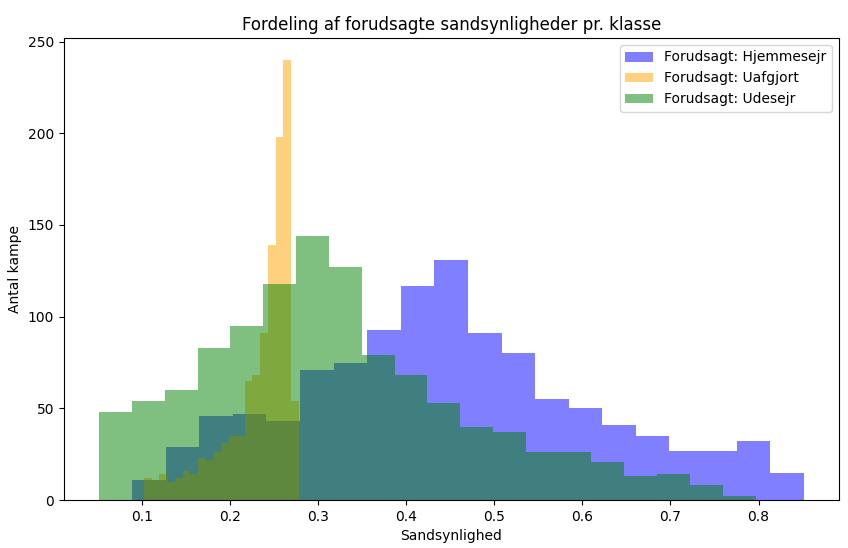 Fordeling af forudsagte sandsynligheder pr. klasse
Forudsagt: Hjemmesejr
Forudsagt: Uafgjort
Forudsagt: Udesejr
Antal kampe
250
200
150
100
50
0
0.1 0.2 0.3 0.4 0.5 0.6 0.7 0.8
Sandsynlighed